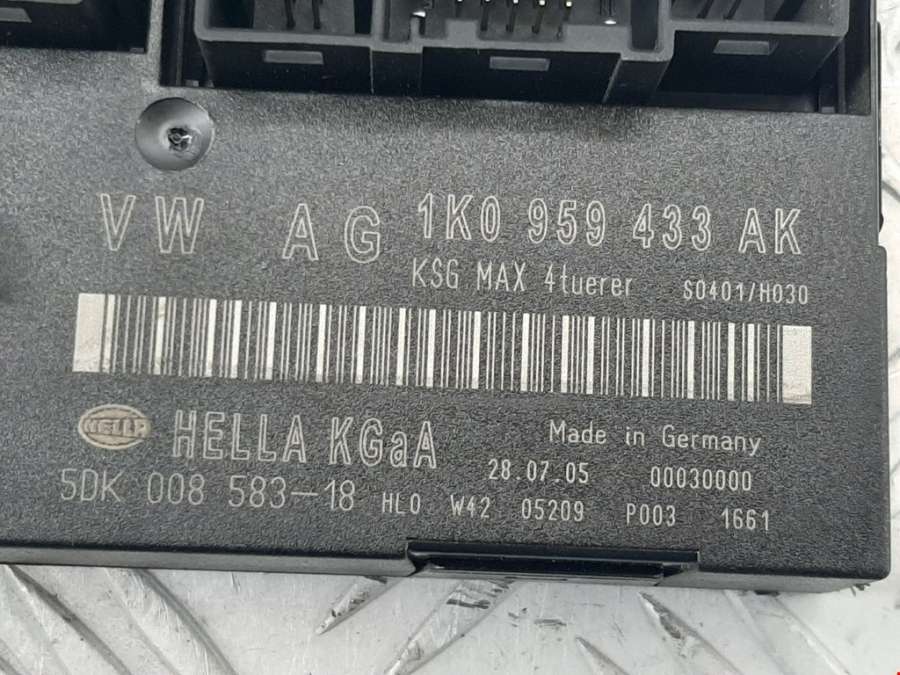 VW AG 1K0 959 433 AK
KSG MAX 4tuerer S0401/H030
HELLA HELLA KGaA Made in Germany
28.07.05 00030000
5DK 008 583-18 HLO W42 05209 P003 1661